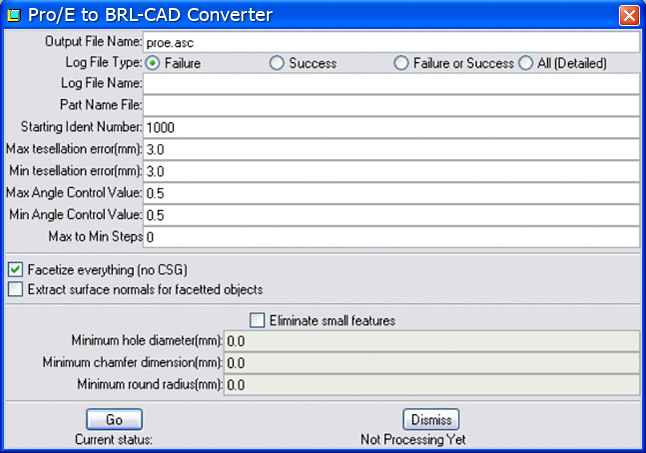 Pro/E to BRL-CAD Converter
Output File Name: proe.asc
Log File Type: Failure Success Failure or Success All (Detailed)
Log File Name:
Part Name File:
Starting Ident Number: 1000
Max tesellation error(mm): 3.0
Min tesellation error(mm): 3.0
Max Angle Control Value: 0.5
Min Angle Control Value: 0.5
Max to Min Steps 0
Facetize everything (no CSG)
Extract surface normals for facetted objects
Eliminate small features
Minimum hole diameter(mm): 0.0
Minimum chamfer dimension(mm): 0.0
Minimum round radius(mm): 0.0
Go Dismiss
Current status: Not Processing Yet